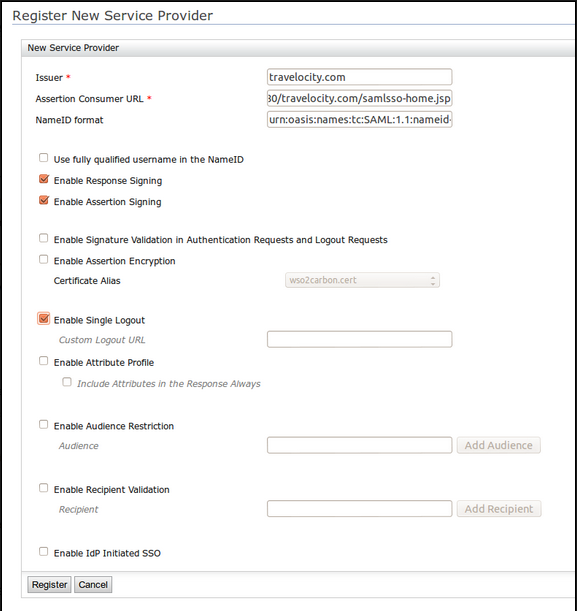 Register New Service Provider
New Service Provider
Issuer * travelocity.com
Assertion Consumer URL * 30/travelocity.com/samlsso-home.jsp
NameID format urn:oasis:names:tc:SAML:1.1:nameid-
Use fully qualified username in the NameID
Enable Response Signing
Enable Assertion Signing
Enable Signature Validation in Authentication Requests and Logout Requests
Enable Assertion Encryption
Certificate Alias wso2carbon.cert
Enable Single Logout
Custom Logout URL
Enable Attribute Profile
Include Attributes in the Response Always
Enable Audience Restriction
Audience Add Audience
Enable Recipient Validation
Recipient Add Recipient
Enable IdP Initiated SSO
Register Cancel